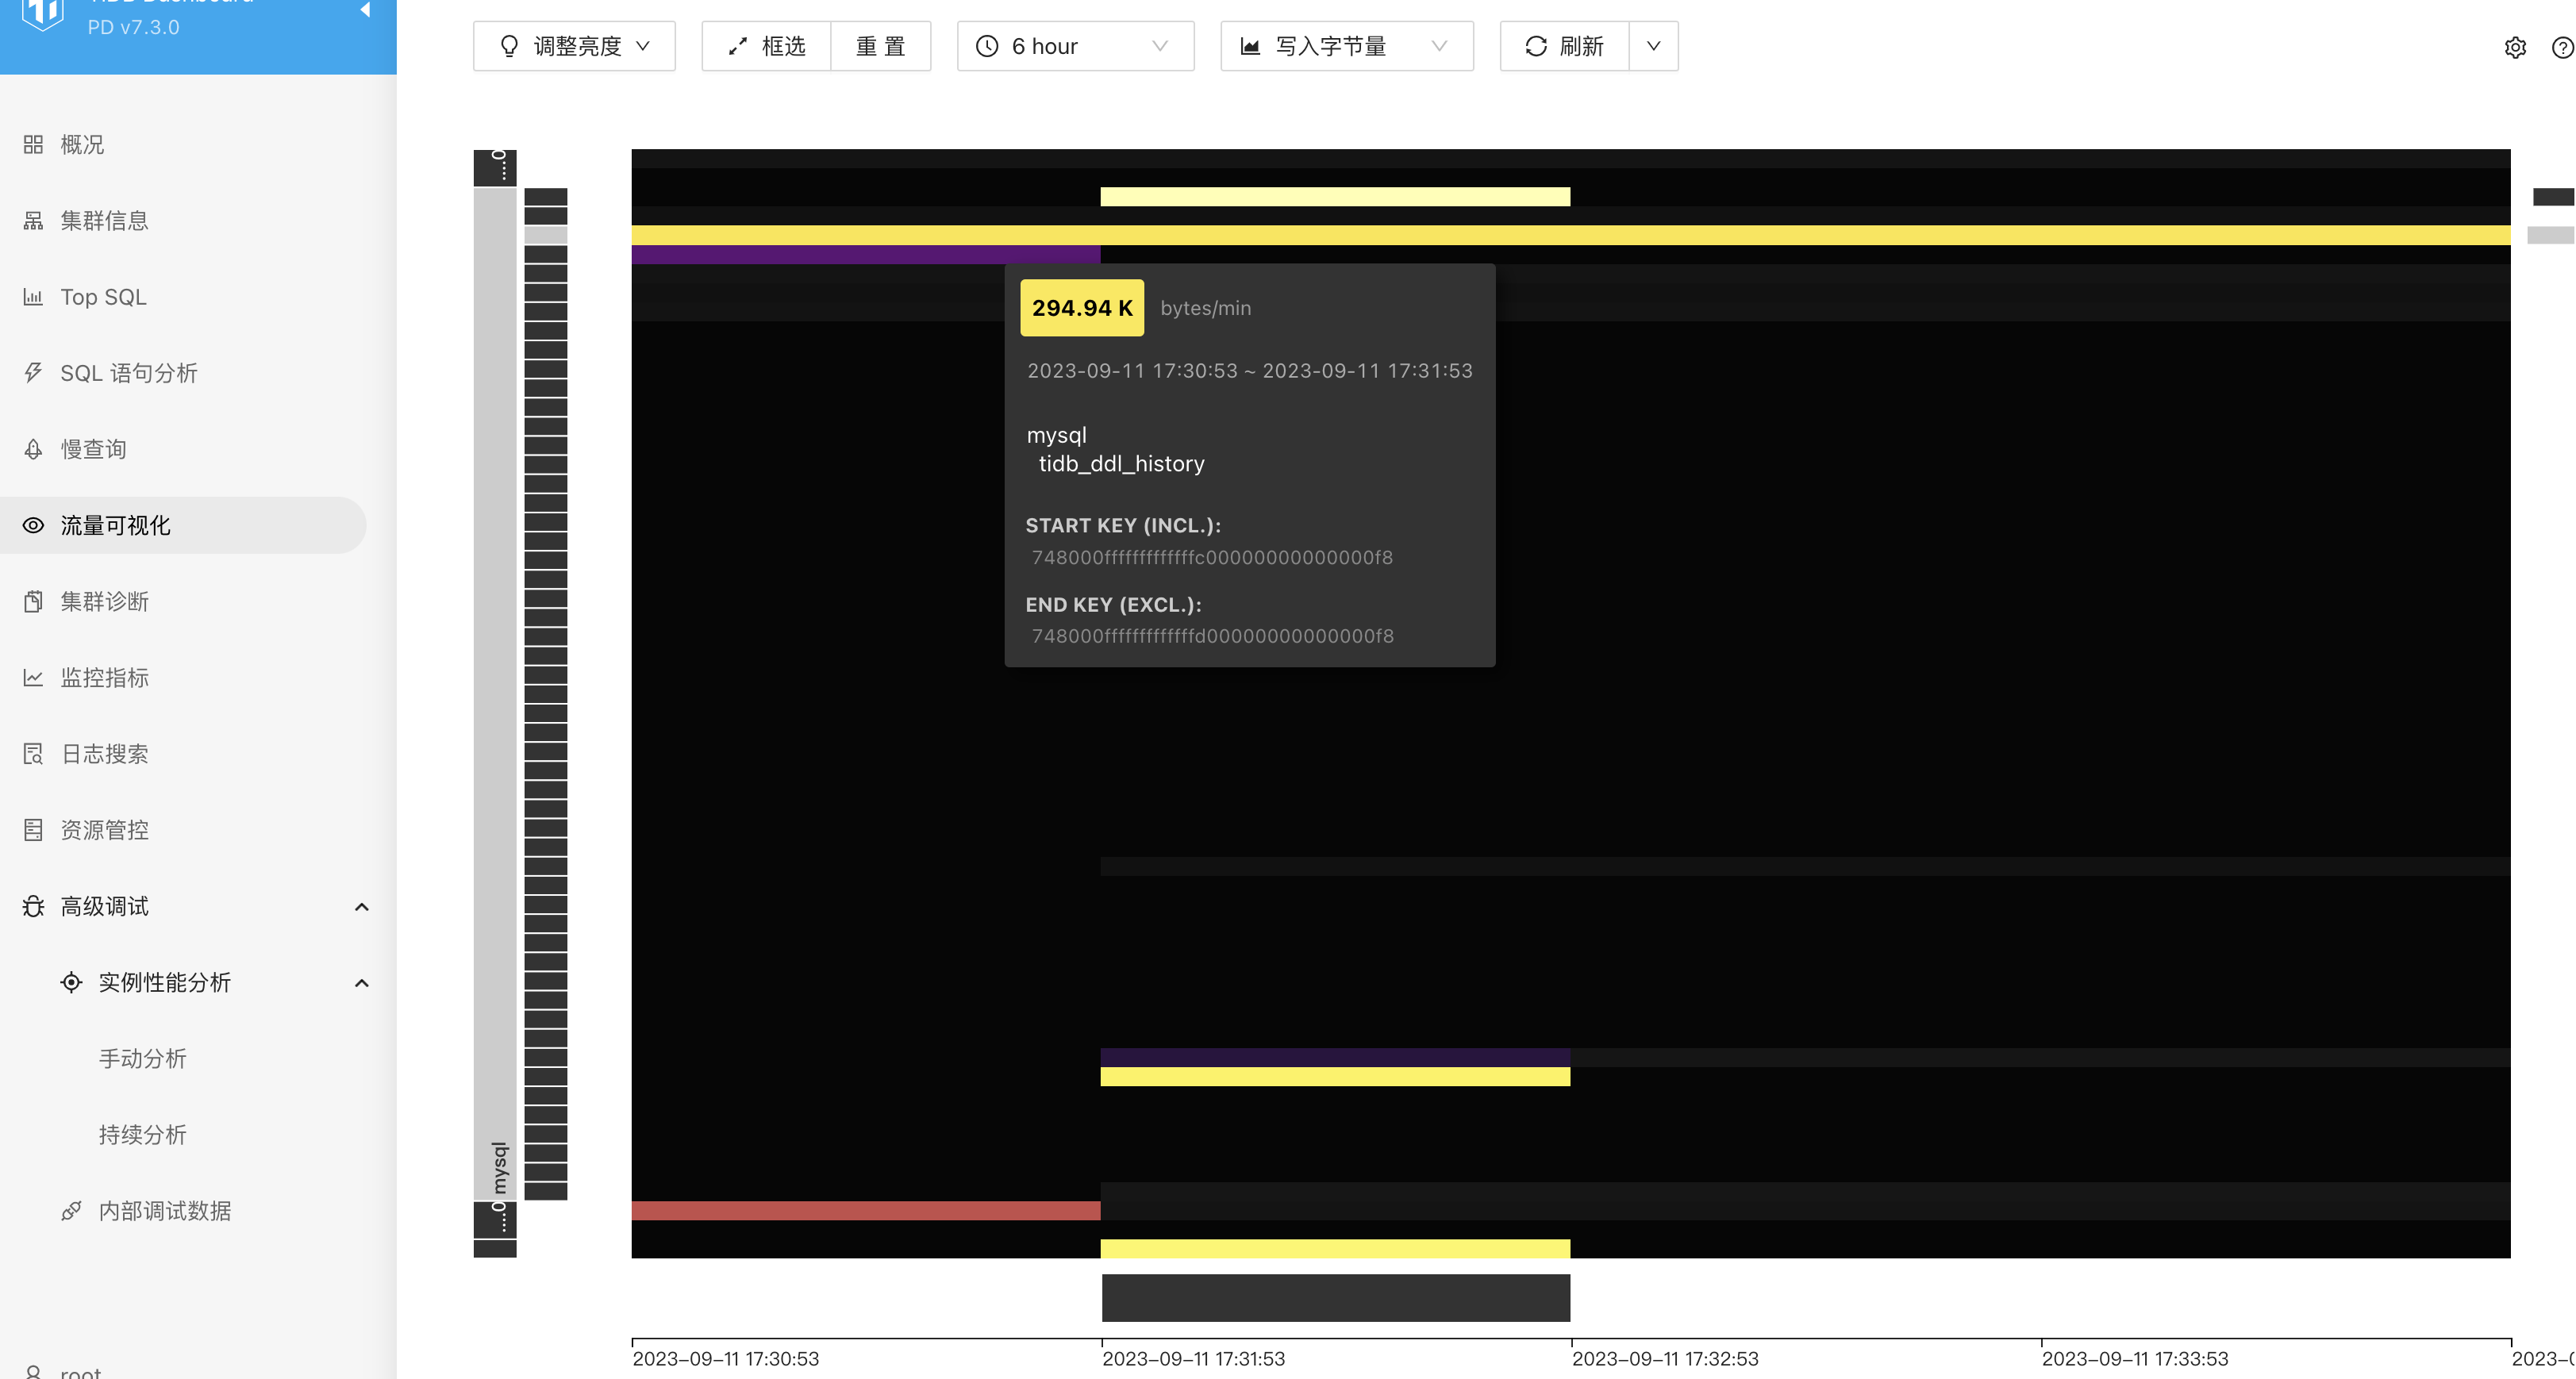 PD v7.3.0
概况
集群信息
Top SQL
SQL 语句分析
慢查询
流量可视化
集群诊断
监控指标
日志搜索
资源管控
高级调试
实例性能分析
手动分析
持续分析
内部调试数据
root
调整亮度
框选
重 置
6 hour
写入字节量
刷新
....0
mysql
....0
294.94 K bytes/min
2023-09-11 17:30:53 ~ 2023-09-11 17:31:53
mysql
tidb_ddl_history
START KEY (INCL.):
748000fffffffffffffc00000000000000f8
END KEY (EXCL.):
748000fffffffffffffd00000000000000f8
2023–09–11 17:30:53
2023–09–11 17:31:53
2023–09–11 17:32:53
2023–09–11 17:33:53